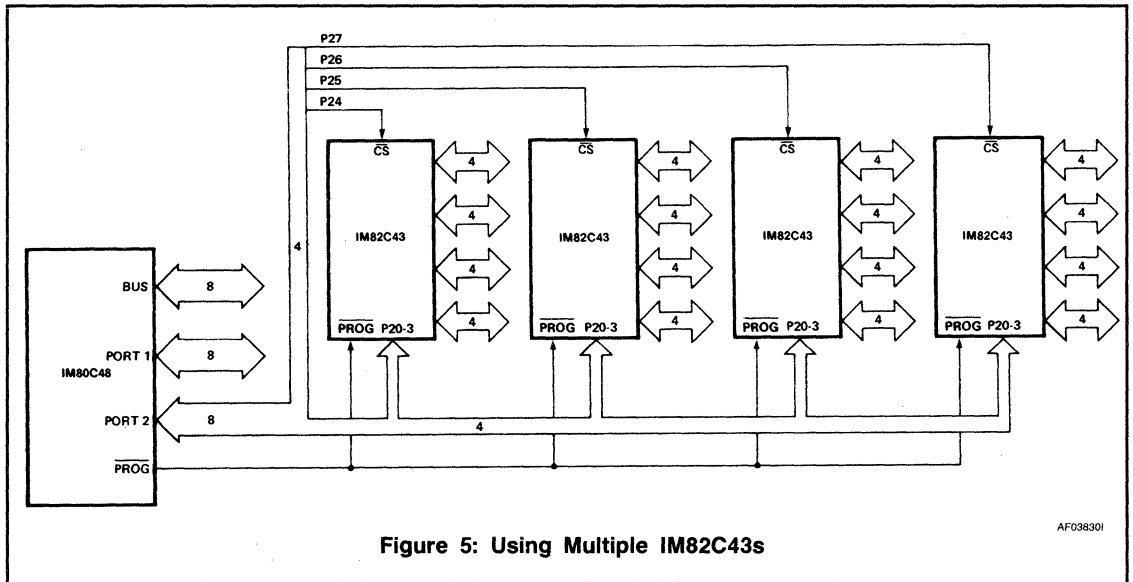 P27
P26
P25
P24
CS CS CS CS
4 4 4 4
4 4 4 4
4
IM82C43 IM82C43 IM82C43 IM82C43
4 4 4 4
4 4 4 4
PROG P20-3 PROG P20-3 PROG P20-3 PROG P20-3
BUS 8
PORT 1 8
IM80C48
PORT 2 8 4
PROG
AF03830I
Figure 5: Using Multiple IM82C43s